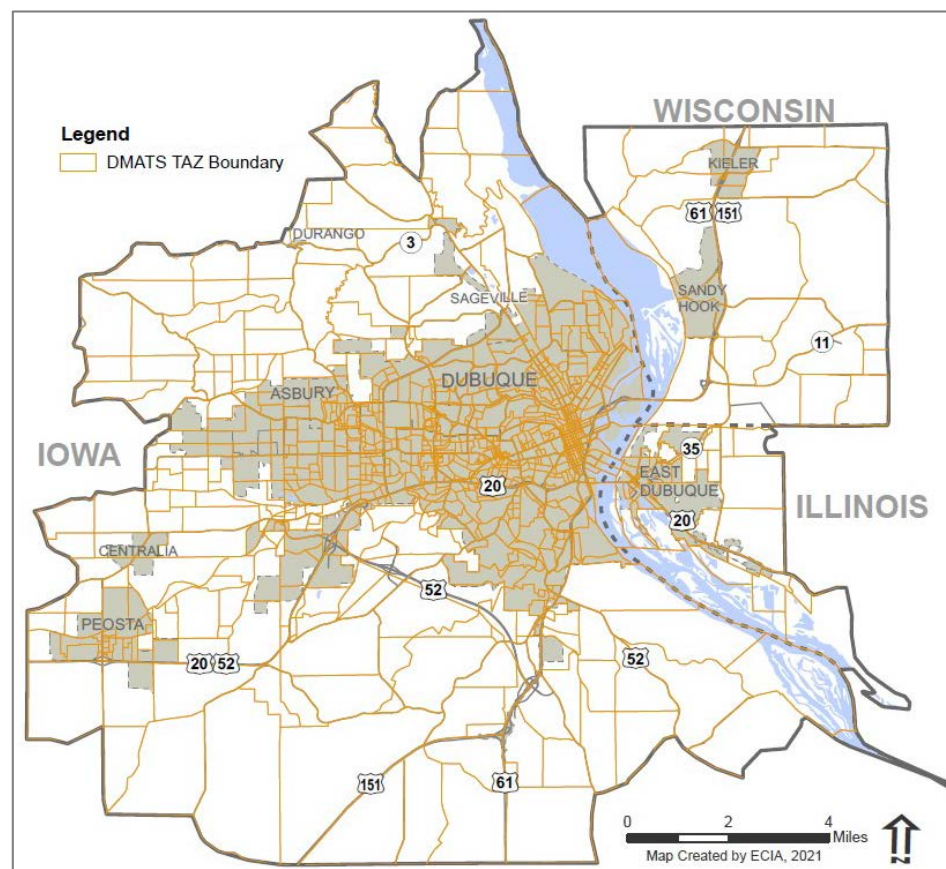 WISCONSIN
Legend
DMATS TAZ Boundary
KIELER
61 151
DURANGO
3
SANDY
HOOK
SAGEVILLE
11
DUBUQUE
ASBURY
IOWA
35
EAST
DUBUQUE
20
ILLINOIS
20
CENTRALIA
52
PEOSTA
20 52
52
151
61
0 2 4
Miles
Map Created by ECIA, 2021
N